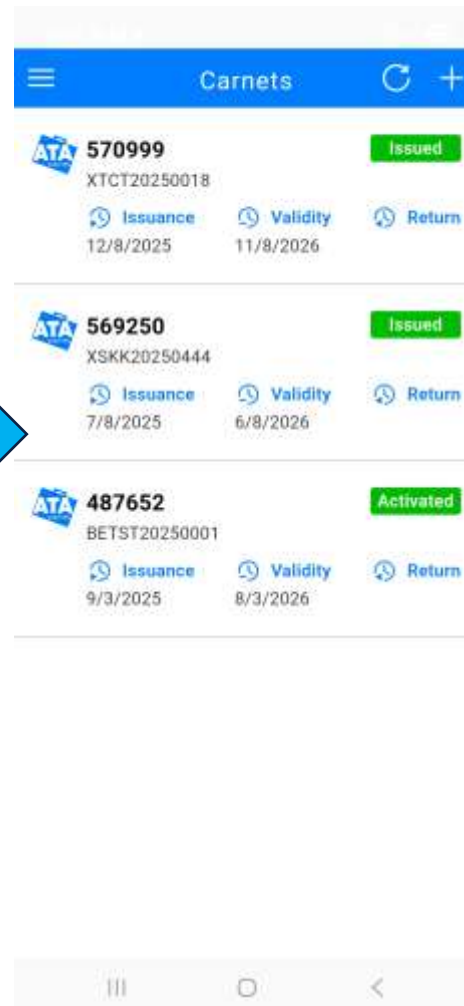 Carnets
ATA 570999 Issued
XTCT20250018
Issuance Validity Return
12/8/2025 11/8/2026
ATA 569250 Issued
XSKK20250444
Issuance Validity Return
7/8/2025 6/8/2026
ATA 487652 Activated
BETST20250001
Issuance Validity Return
9/3/2025 8/3/2026